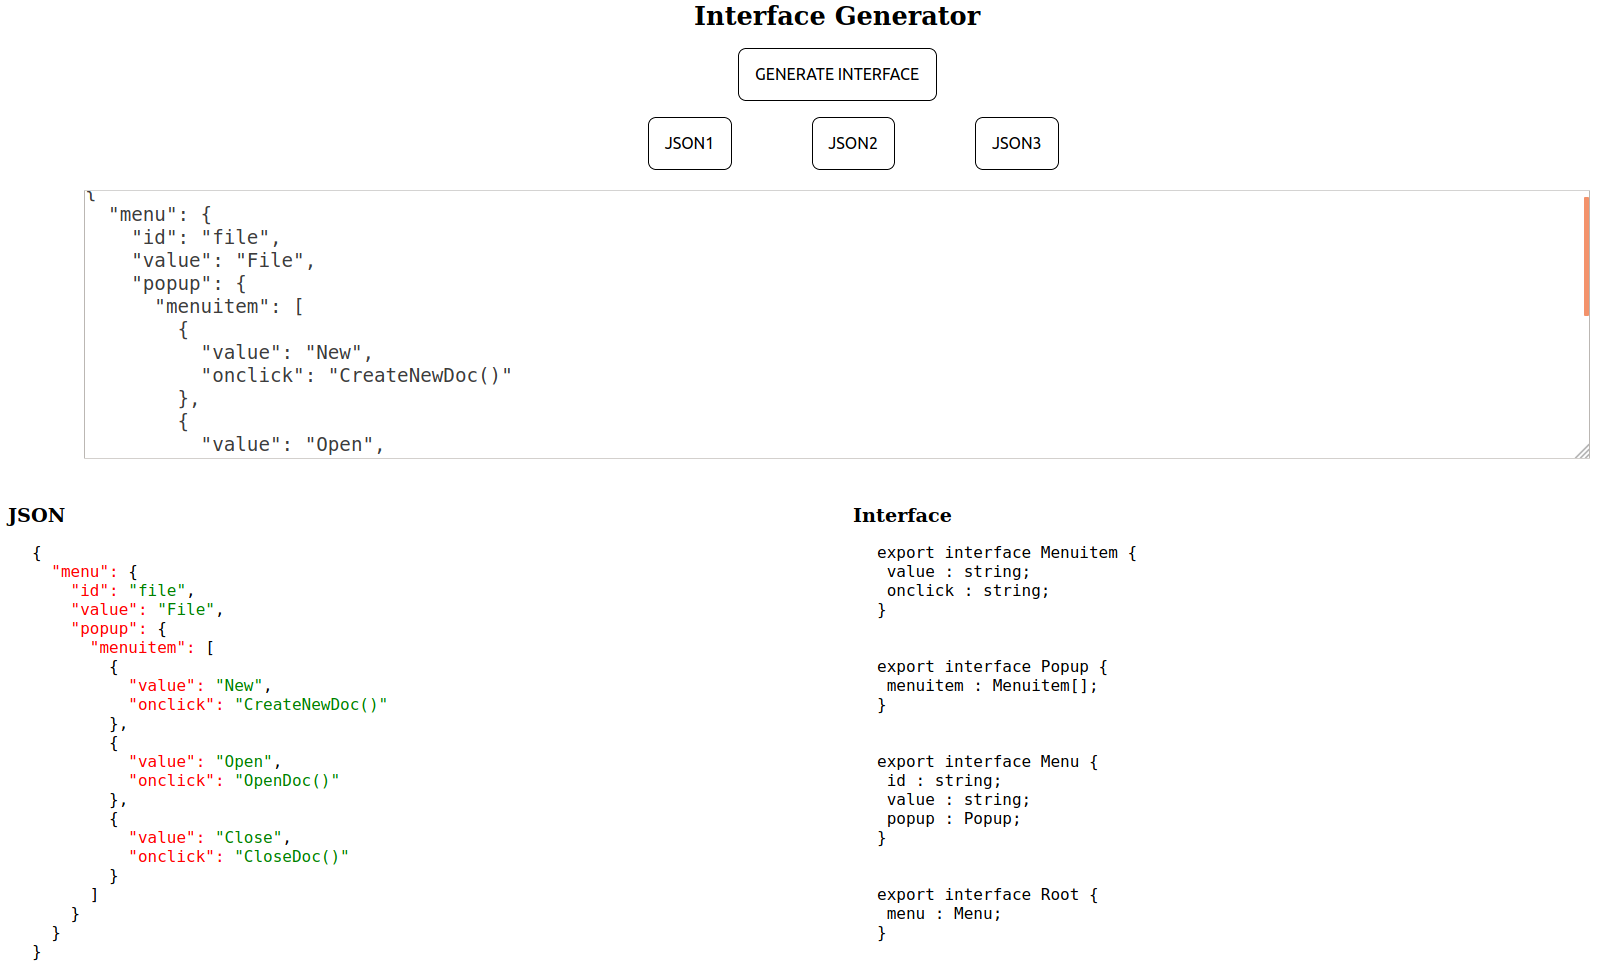 Interface Generator
GENERATE INTERFACE
JSON1 JSON2 JSON3
{
  "menu": {
    "id": "file",
    "value": "File",
    "popup": {
      "menuitem": [
        {
          "value": "New",
          "onclick": "CreateNewDoc()"
        },
        {
          "value": "Open",
JSON
{
  "menu": {
    "id": "file",
    "value": "File",
    "popup": {
      "menuitem": [
        {
          "value": "New",
          "onclick": "CreateNewDoc()"
        },
        {
          "value": "Open",
          "onclick": "OpenDoc()"
        },
        {
          "value": "Close",
          "onclick": "CloseDoc()"
        }
      ]
    }
  }
}
Interface
export interface Menuitem {
 value : string;
 onclick : string;
}
export interface Popup {
 menuitem : Menuitem[];
}
export interface Menu {
 id : string;
 value : string;
 popup : Popup;
}
export interface Root {
 menu : Menu;
}